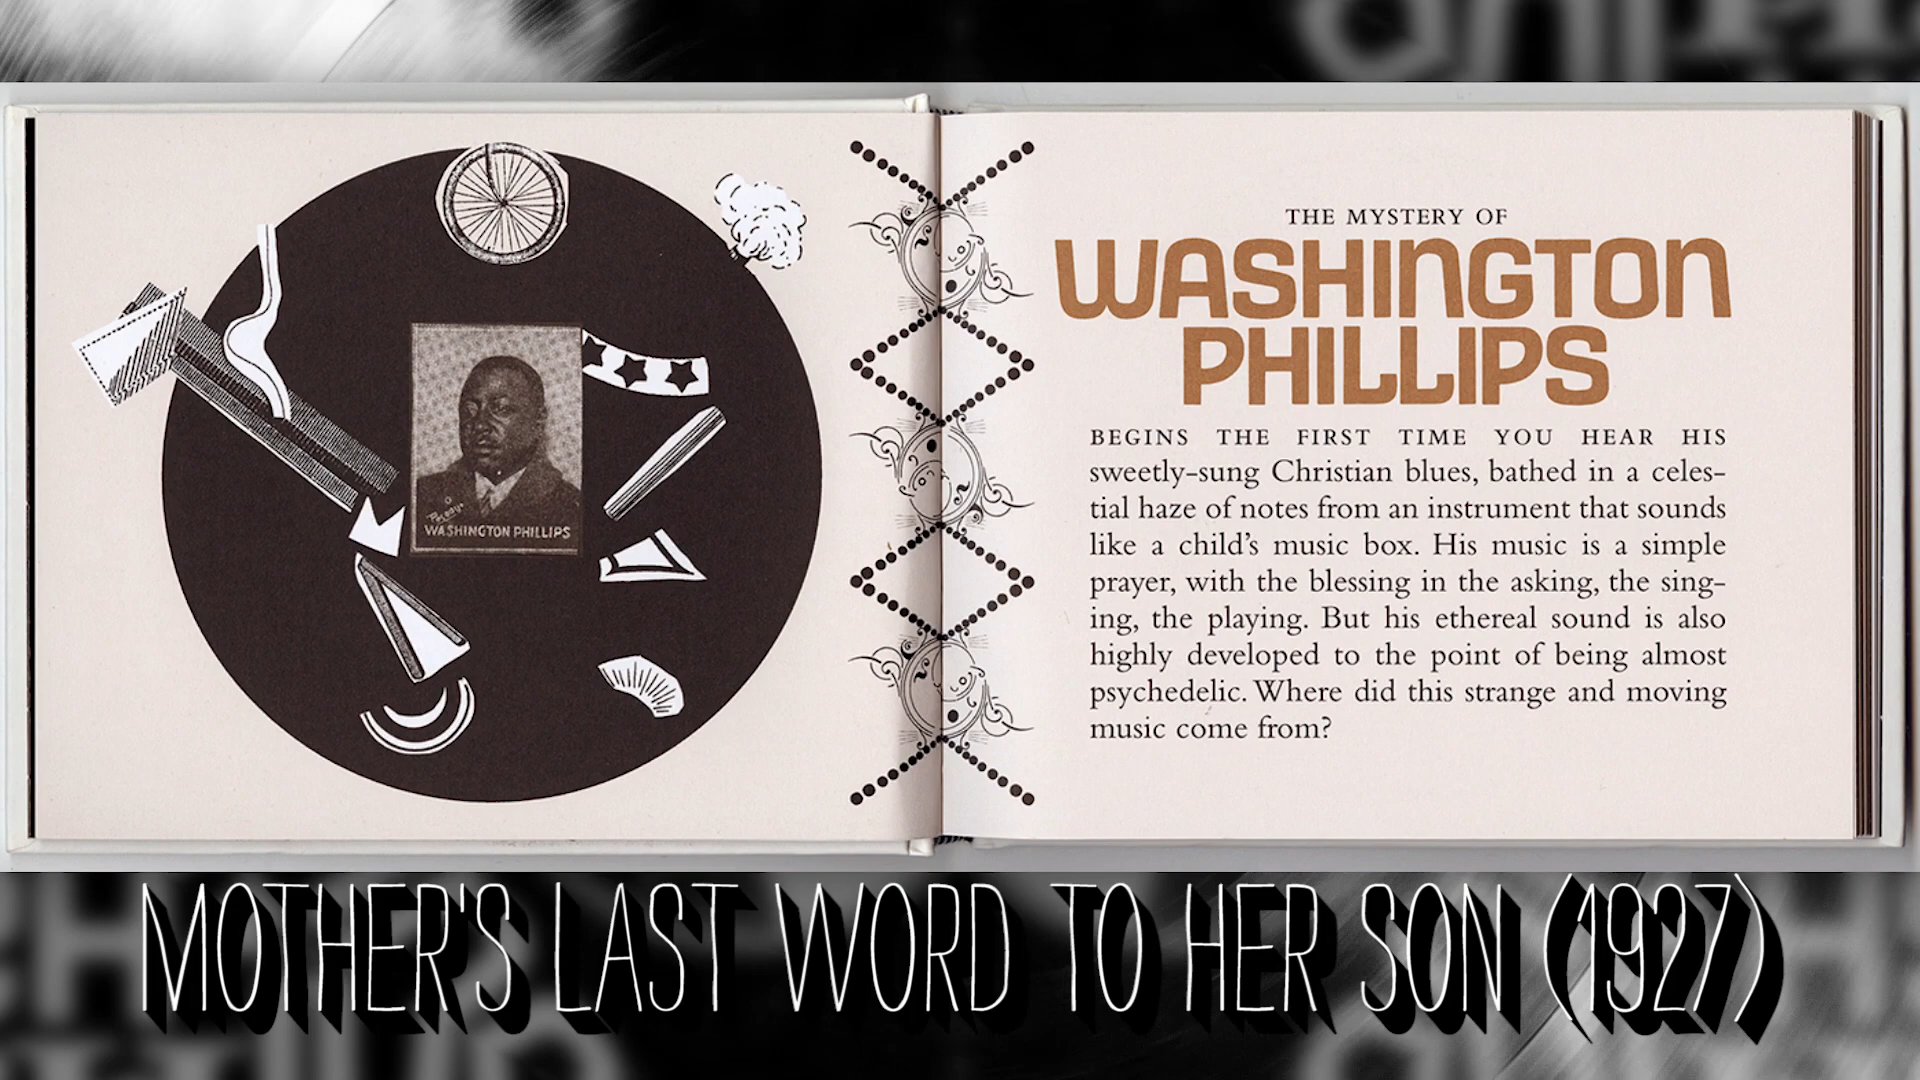 WASHINGTON PHILLIPS
THE MYSTERY OF
WASHINGTON
PHILLIPS
BEGINS THE FIRST TIME YOU HEAR HIS
sweetly-sung Christian blues, bathed in a celes-
tial haze of notes from an instrument that sounds
like a child's music box. His music is a simple
prayer, with the blessing in the asking, the sing-
ing, the playing. But his ethereal sound is also
highly developed to the point of being almost
psychedelic. Where did this strange and moving
music come from?
MOTHER'S LAST WORD TO HER SON (1927)